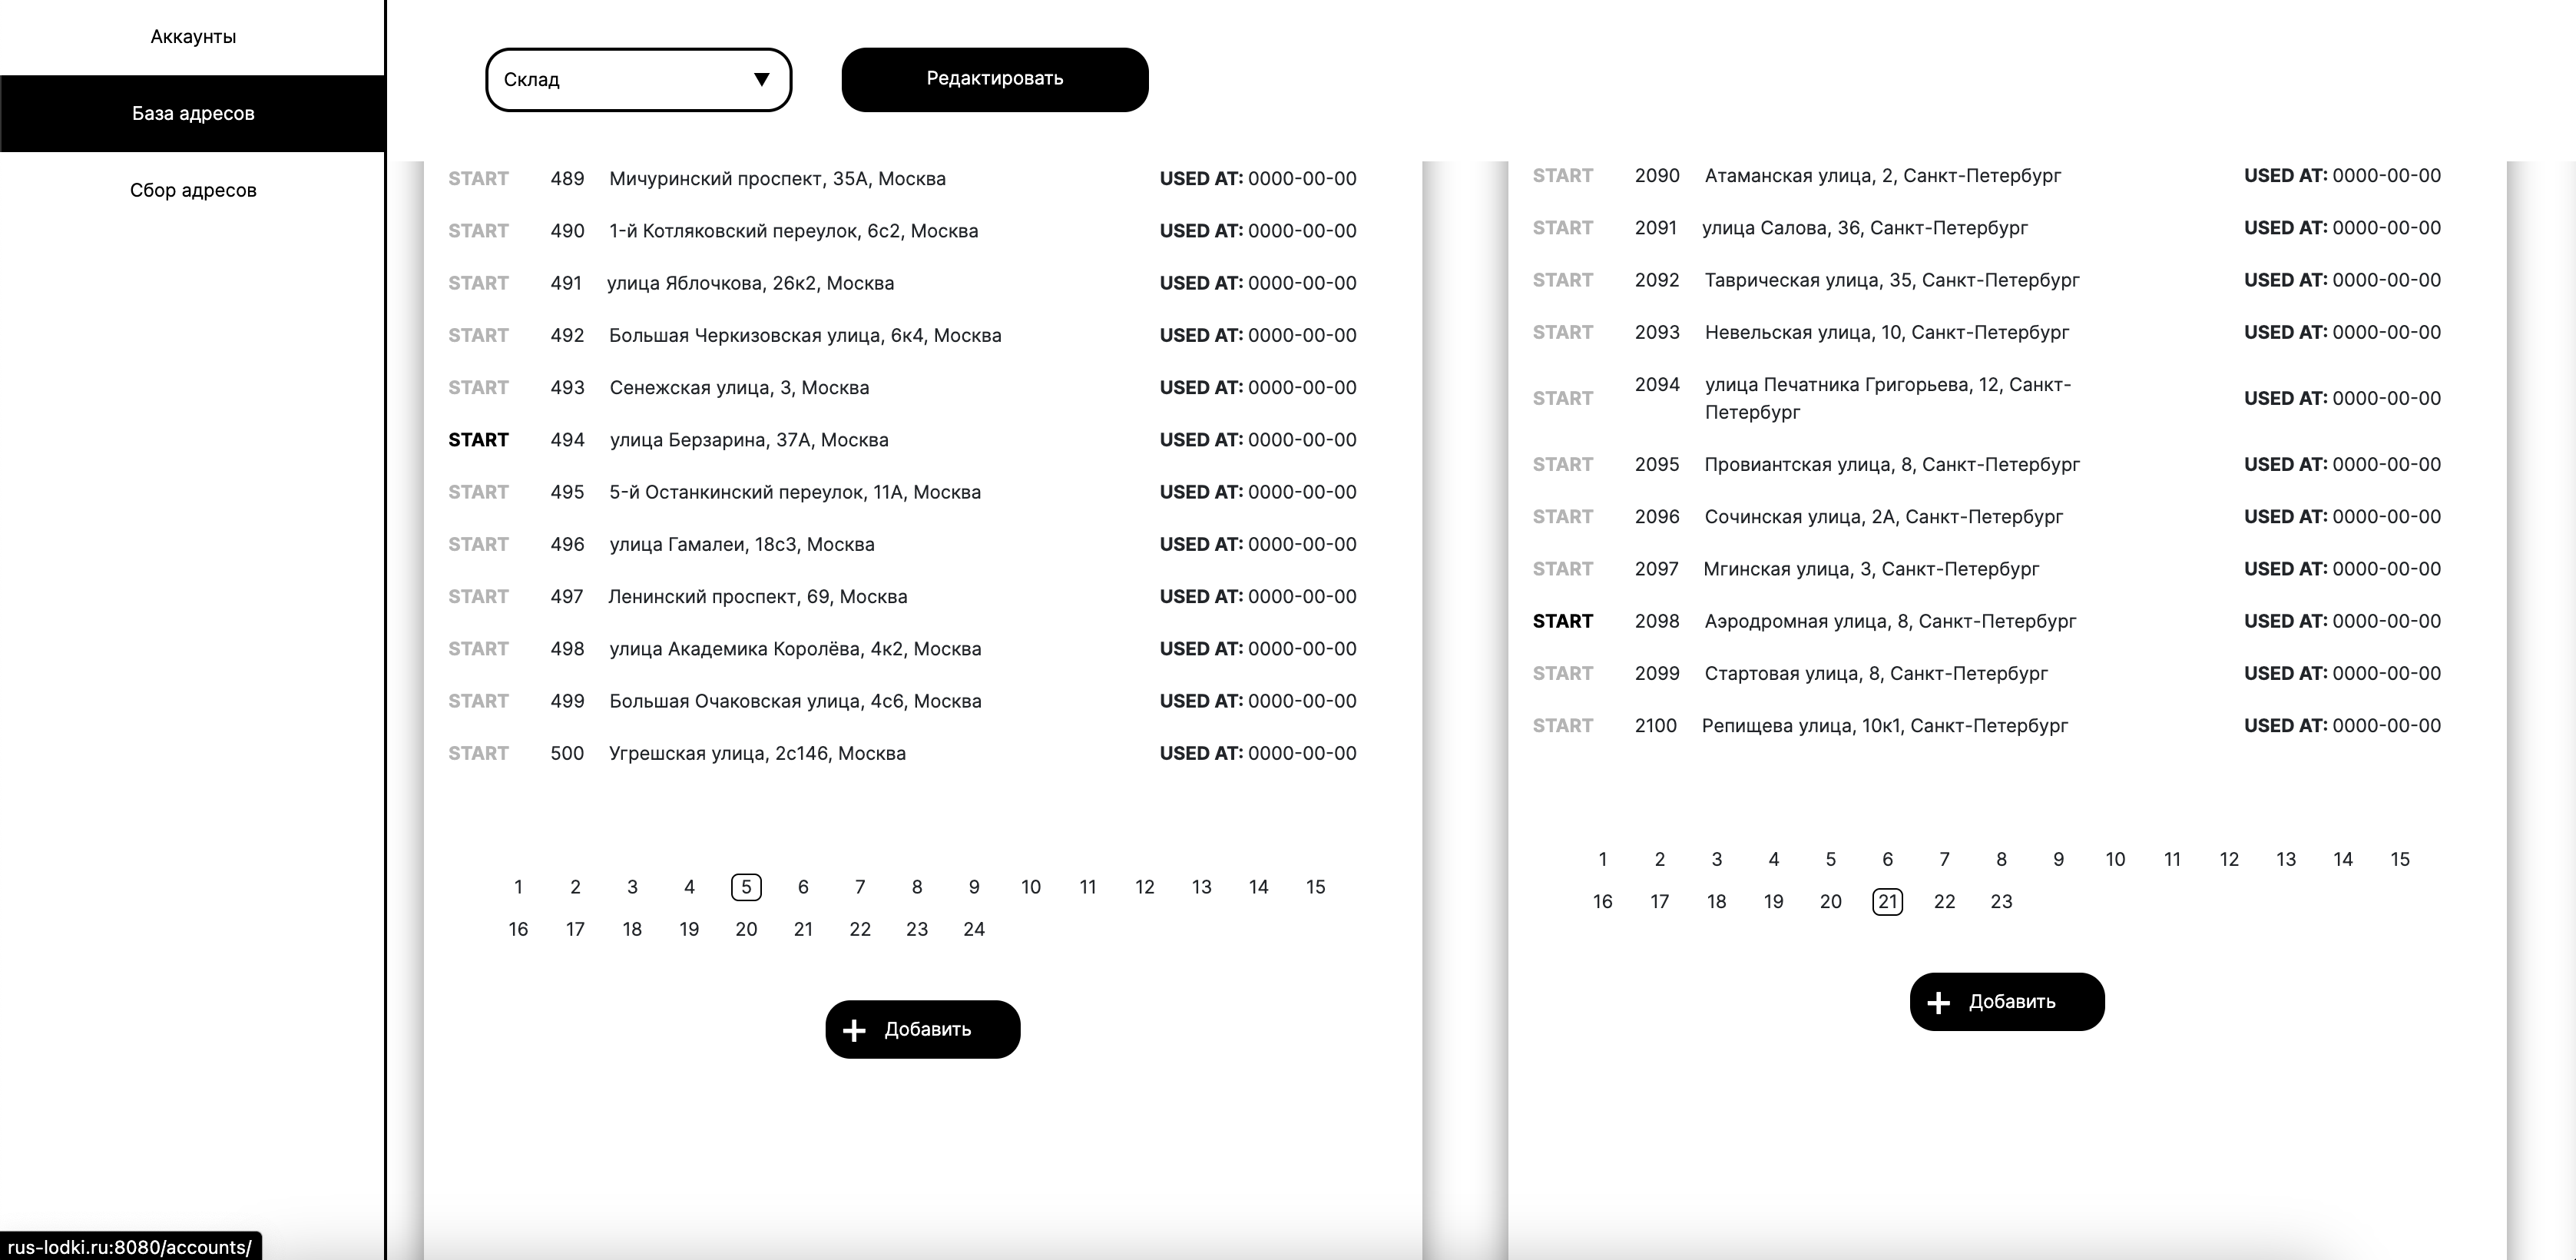 Аккаунты
База адресов
Сбор адресов
Склад ▼
Редактировать
START 489 Мичуринский проспект, 35А, Москва USED AT: 0000-00-00
START 490 1-й Котляковский переулок, 6с2, Москва USED AT: 0000-00-00
START 491 улица Яблочкова, 26к2, Москва USED AT: 0000-00-00
START 492 Большая Черкизовская улица, 6к4, Москва USED AT: 0000-00-00
START 493 Сенежская улица, 3, Москва USED AT: 0000-00-00
START 494 улица Берзарина, 37А, Москва USED AT: 0000-00-00
START 495 5-й Останкинский переулок, 11А, Москва USED AT: 0000-00-00
START 496 улица Гамалеи, 18с3, Москва USED AT: 0000-00-00
START 497 Ленинский проспект, 69, Москва USED AT: 0000-00-00
START 498 улица Академика Королёва, 4к2, Москва USED AT: 0000-00-00
START 499 Большая Очаковская улица, 4с6, Москва USED AT: 0000-00-00
START 500 Угрешская улица, 2с146, Москва USED AT: 0000-00-00
1 2 3 4 5 6 7 8 9 10 11 12 13 14 15
16 17 18 19 20 21 22 23 24
+ Добавить
START 2090 Атаманская улица, 2, Санкт-Петербург USED AT: 0000-00-00
START 2091 улица Салова, 36, Санкт-Петербург USED AT: 0000-00-00
START 2092 Таврическая улица, 35, Санкт-Петербург USED AT: 0000-00-00
START 2093 Невельская улица, 10, Санкт-Петербург USED AT: 0000-00-00
START 2094 улица Печатника Григорьева, 12, Санкт-
Петербург USED AT: 0000-00-00
START 2095 Провиантская улица, 8, Санкт-Петербург USED AT: 0000-00-00
START 2096 Сочинская улица, 2А, Санкт-Петербург USED AT: 0000-00-00
START 2097 Мгинская улица, 3, Санкт-Петербург USED AT: 0000-00-00
START 2098 Аэродромная улица, 8, Санкт-Петербург USED AT: 0000-00-00
START 2099 Стартовая улица, 8, Санкт-Петербург USED AT: 0000-00-00
START 2100 Репищева улица, 10к1, Санкт-Петербург USED AT: 0000-00-00
1 2 3 4 5 6 7 8 9 10 11 12 13 14 15
16 17 18 19 20 21 22 23
+ Добавить
rus-lodki.ru:8080/accounts/